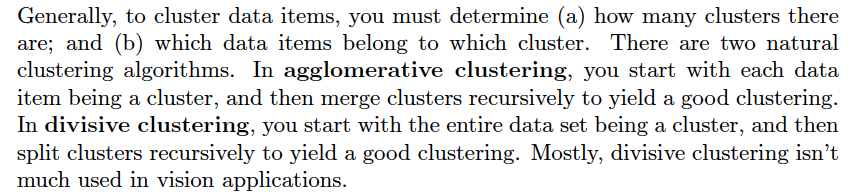 Generally, to cluster data items, you must determine (a) how many clusters there
are; and (b) which data items belong to which cluster. There are two natural
clustering algorithms. In agglomerative clustering, you start with each data
item being a cluster, and then merge clusters recursively to yield a good clustering.
In divisive clustering, you start with the entire data set being a cluster, and then
split clusters recursively to yield a good clustering. Mostly, divisive clustering isn't
much used in vision applications.